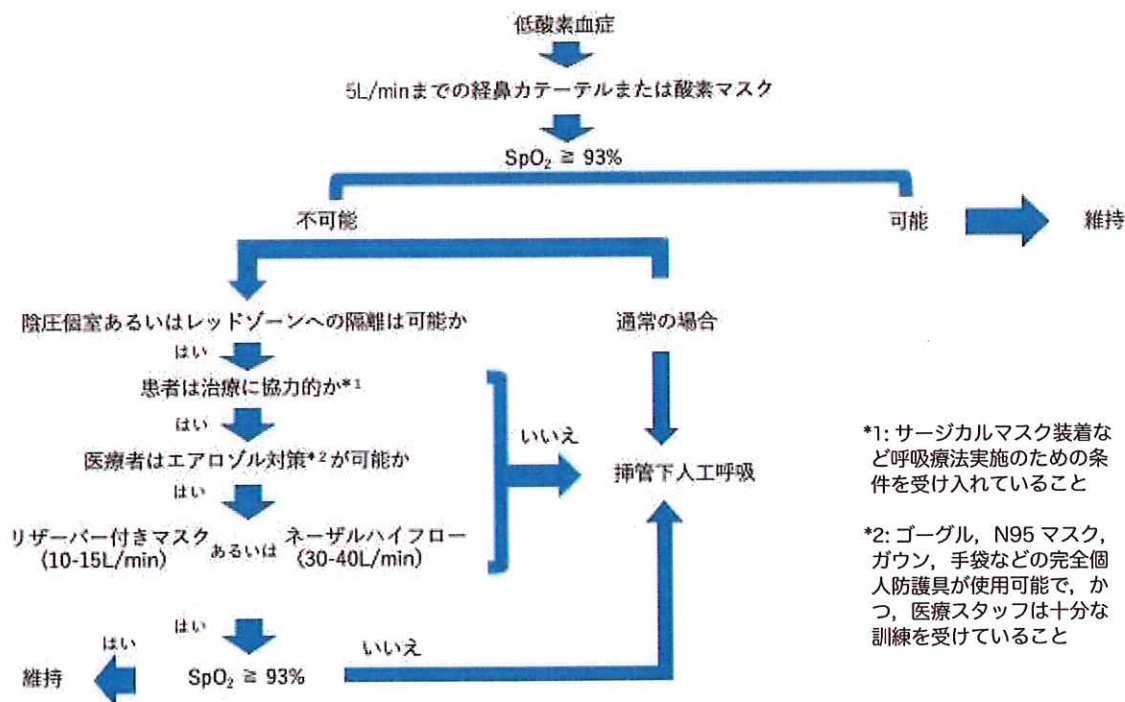 低酸素血症
5L/minまでの経鼻カテーテルまたは酸素マスク
SpO₂ ≧ 93%
不可能
可能
維持
陰圧個室あるいはレッドゾーンへの隔離は可能か
通常の場合
はい
患者は治療に協力的か*1
はい
いいえ
医療者はエアロゾル対策*2が可能か
挿管下人工呼吸
はい
リザーバー付きマスク
(10-15L/min)
あるいは
ネーザルハイフロー
(30-40L/min)
はい
はい
いいえ
維持
SpO₂ ≧ 93%
*1: サージカルマスク装着な
ど呼吸療法実施のための条
件を受け入れていること
*2: ゴーグル，N95 マスク，
ガウン，手袋などの完全個
人防護具が使用可能で，か
つ，医療スタッフは十分な
訓練を受けていること